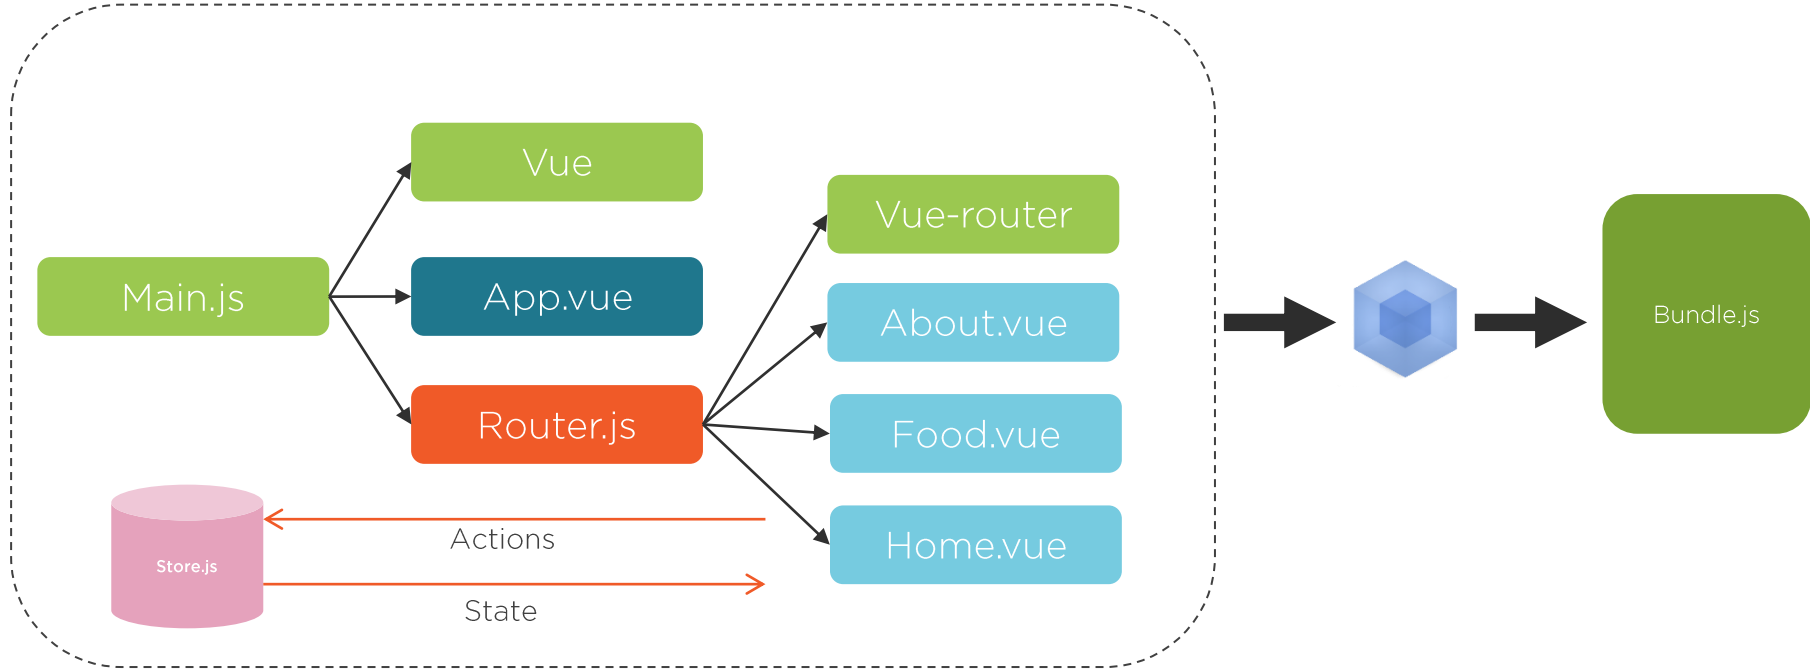 Vue
Vue-router
Main.js
App.vue
About.vue
Bundle.js
Router.js
Food.vue
Actions
Home.vue
Store.js
State